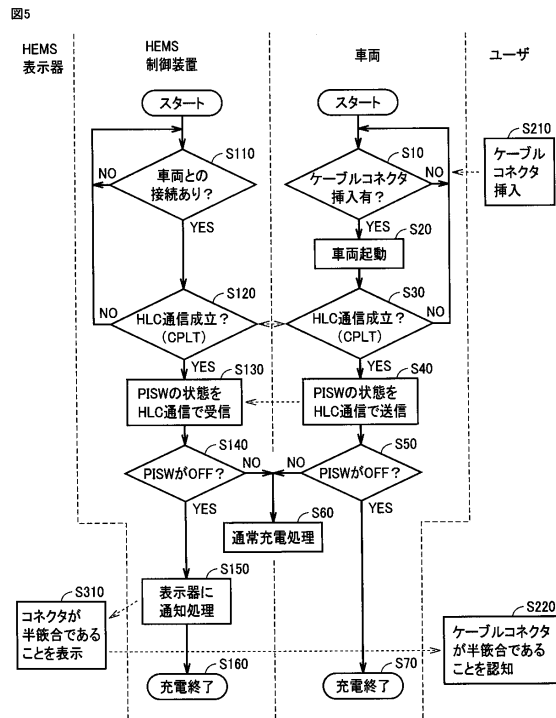 図5
HEMS
表示器
HEMS
制御装置
車両
ユーザ
スタート
スタート
S110
車両との
接続あり?
NO
YES
S10
ケーブルコネクタ
挿入有?
NO
YES
S210
ケーブル
コネクタ
挿入
S20
車両起動
S120
HLC通信成立?
(CPLT)
NO
YES
S30
HLC通信成立?
(CPLT)
NO
YES
S130
PISWの状態を
HLC通信で受信
S40
PISWの状態を
HLC通信で送信
S140
PISWがOFF?
NO
YES
S50
PISWがOFF?
NO
YES
S60
通常充電処理
S150
表示器に
通知処理
S310
コネクタが
半嵌合である
ことを表示
S220
ケーブルコネクタ
が半嵌合である
ことを認知
S160
充電終了
S70
充電終了